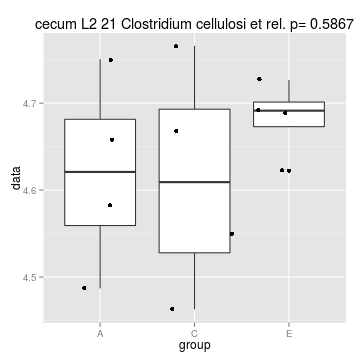 cecum L2 21 Clostridium cellulosi et rel. p= 0.5867
4.7
4.6
4.5
data
A C E
group